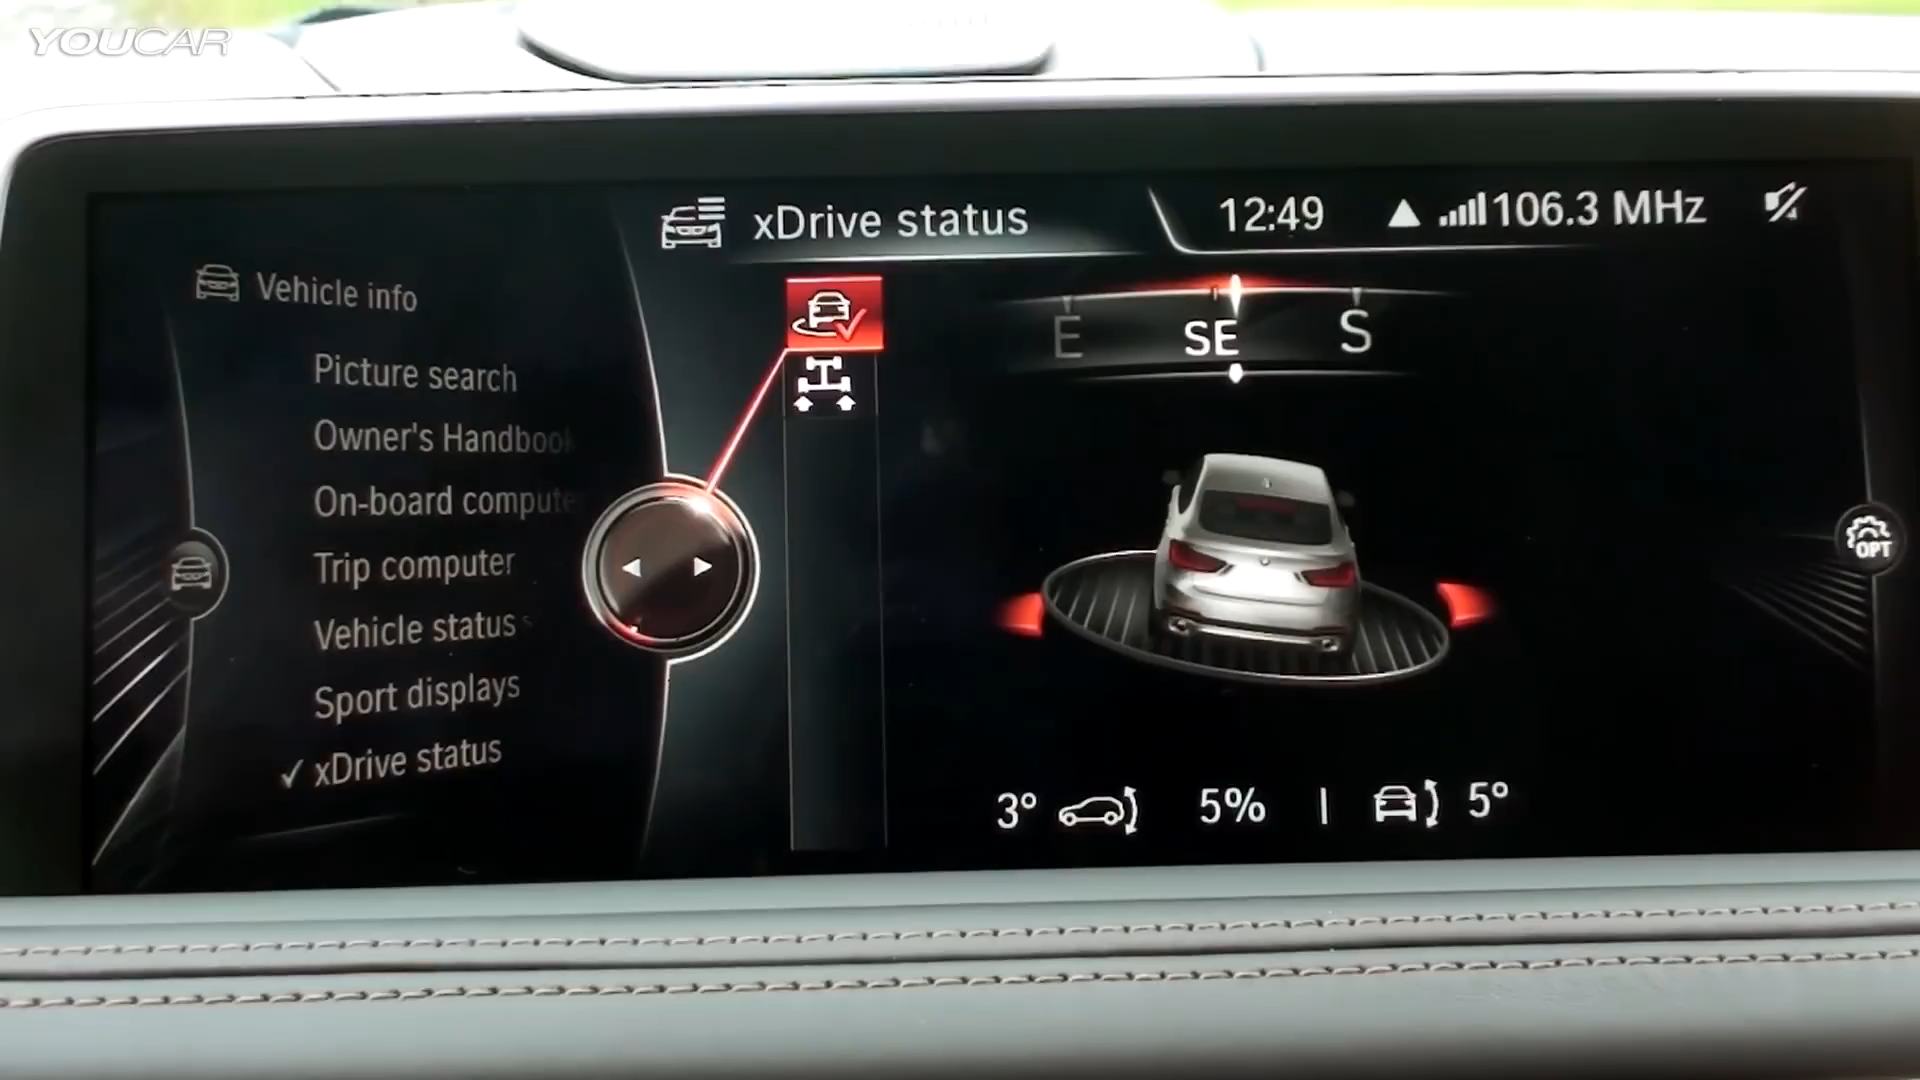 YOUCAR
xDrive status
12:49
106.3 MHz
Vehicle info
Picture search
Owner's Handbook
On-board computer
Trip computer
Vehicle status
Sport displays
✓ xDrive status
E SE S
OPT
3° 5% | 5°